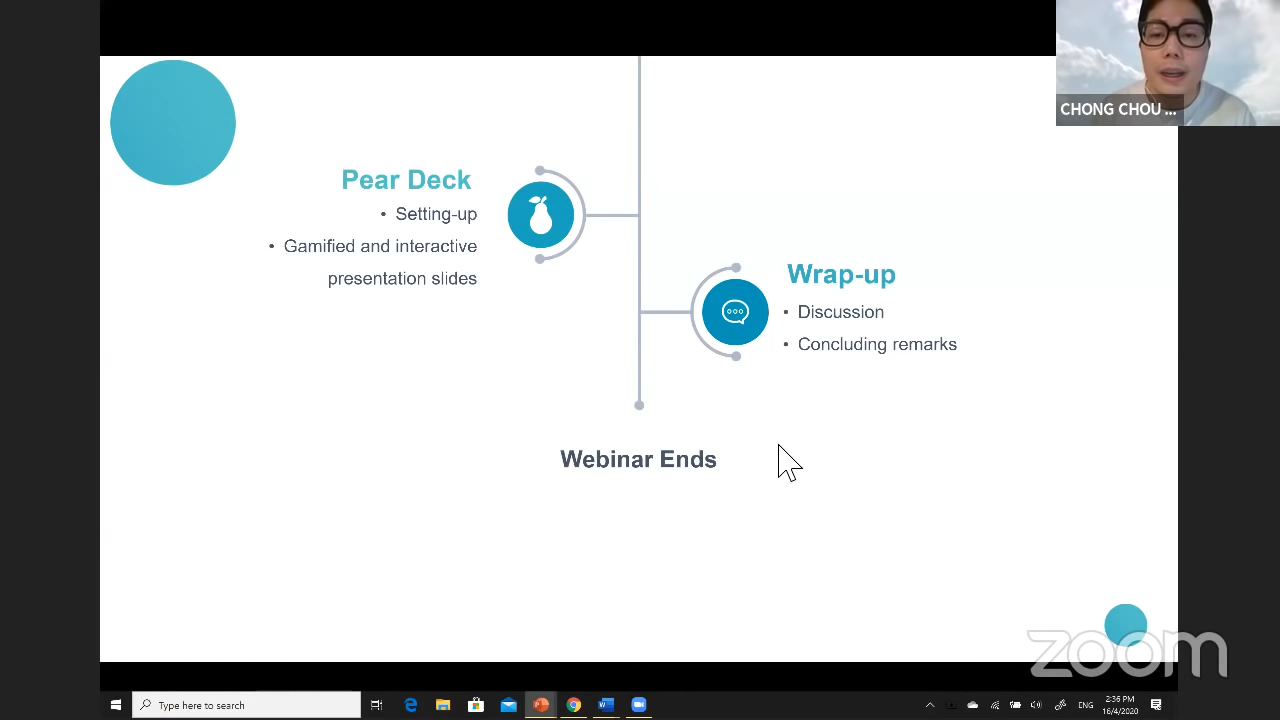 CHONG CHOU ...
Pear Deck
• Setting-up
• Gamified and interactive
presentation slides
Wrap-up
• Discussion
• Concluding remarks
Webinar Ends
zoom
Type here to search
ENG
2:36 PM
16/4/2020